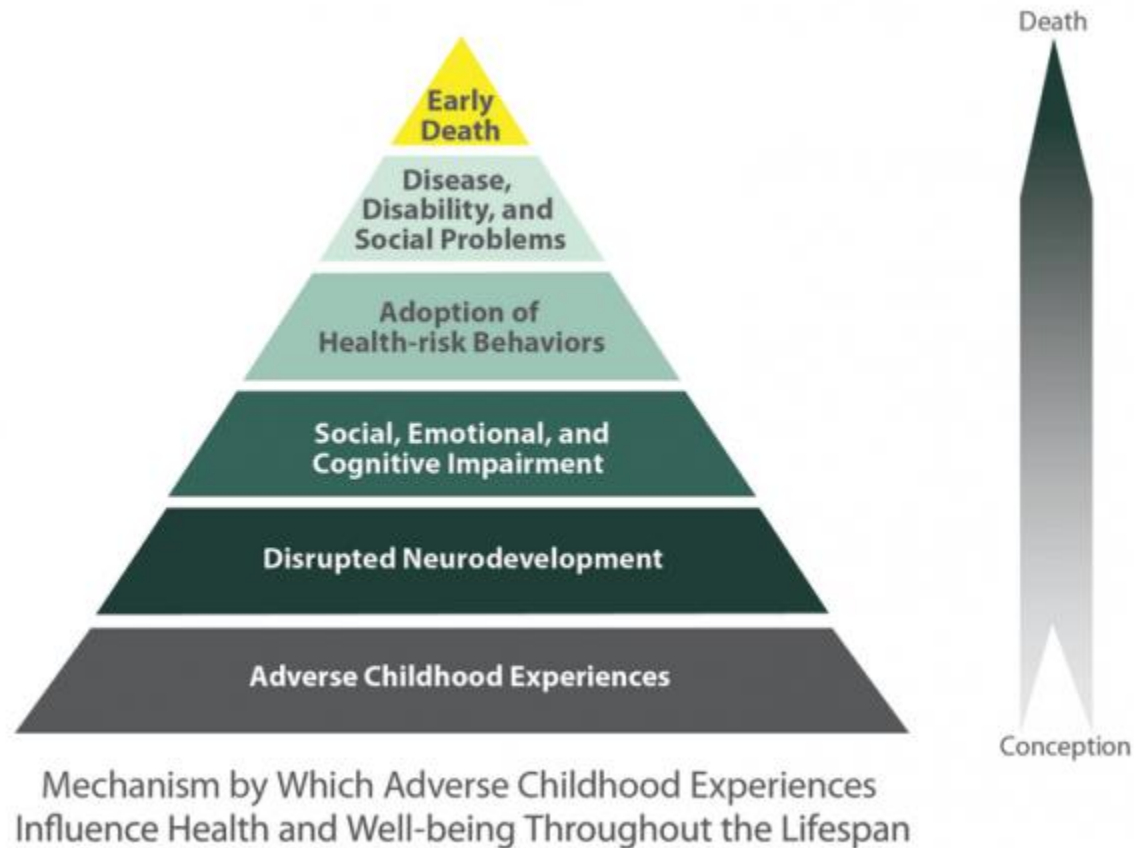 Death
Early
Death
Disease,
Disability, and
Social Problems
Adoption of
Health-risk Behaviors
Social, Emotional, and
Cognitive Impairment
Disrupted Neurodevelopment
Adverse Childhood Experiences
Conception
Mechanism by Which Adverse Childhood Experiences
Influence Health and Well-being Throughout the Lifespan